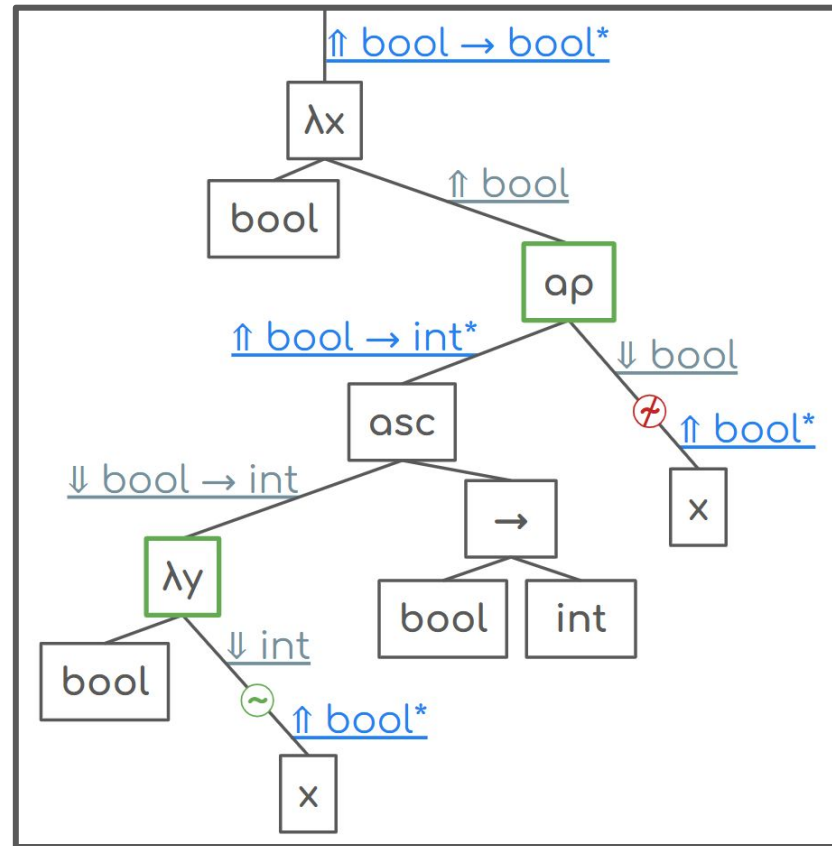 ⇑ bool → bool*
λx
bool
⇑ bool
ap
⇑ bool → int*
⇓ bool
≁
⇑ bool*
asc
x
⇓ bool → int
→
λy
bool
int
bool
⇓ int
~
⇑ bool*
x